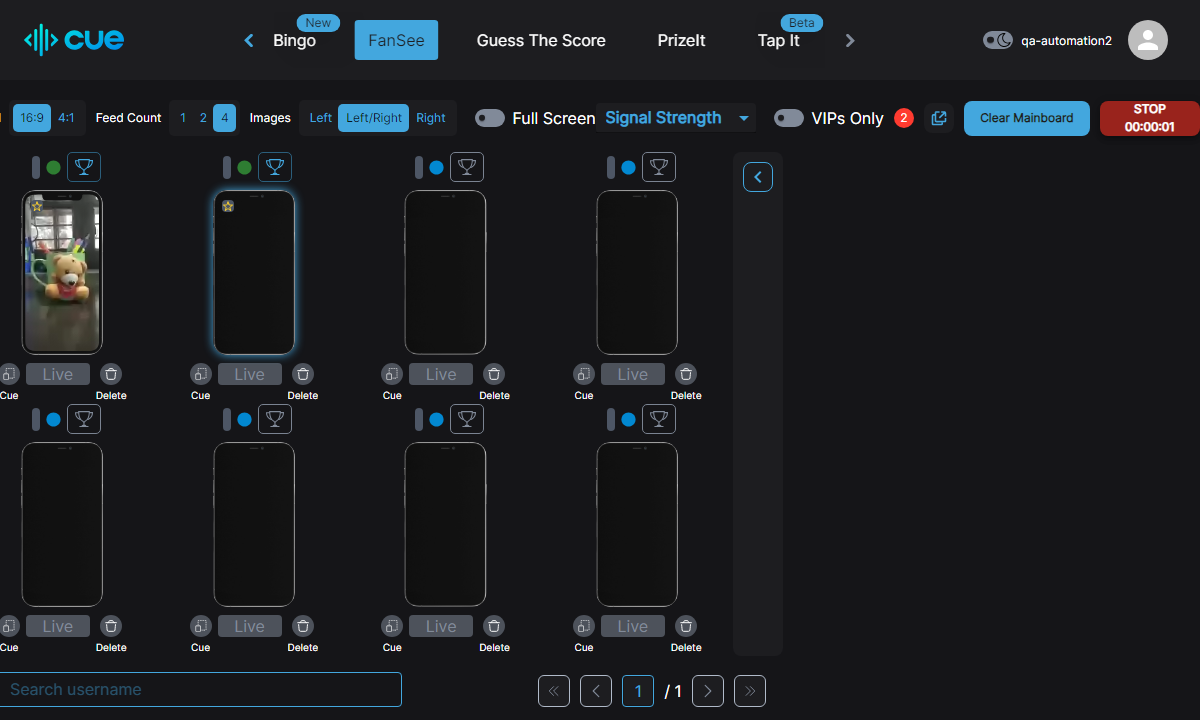 cue
Bingo
New
FanSee
Guess The Score
PrizeIt
Tap It
Beta
qa-automation2
16:9
4:1
Feed Count
1
2
4
Images
Left
Left/Right
Right
Full Screen
Signal Strength
VIPs Only
2
Clear Mainboard
STOP
00:00:01
Live
Live
Live
Live
Cue
Delete
Cue
Delete
Cue
Delete
Cue
Delete
Live
Live
Live
Live
Cue
Delete
Cue
Delete
Cue
Delete
Cue
Delete
Search username
1
/ 1